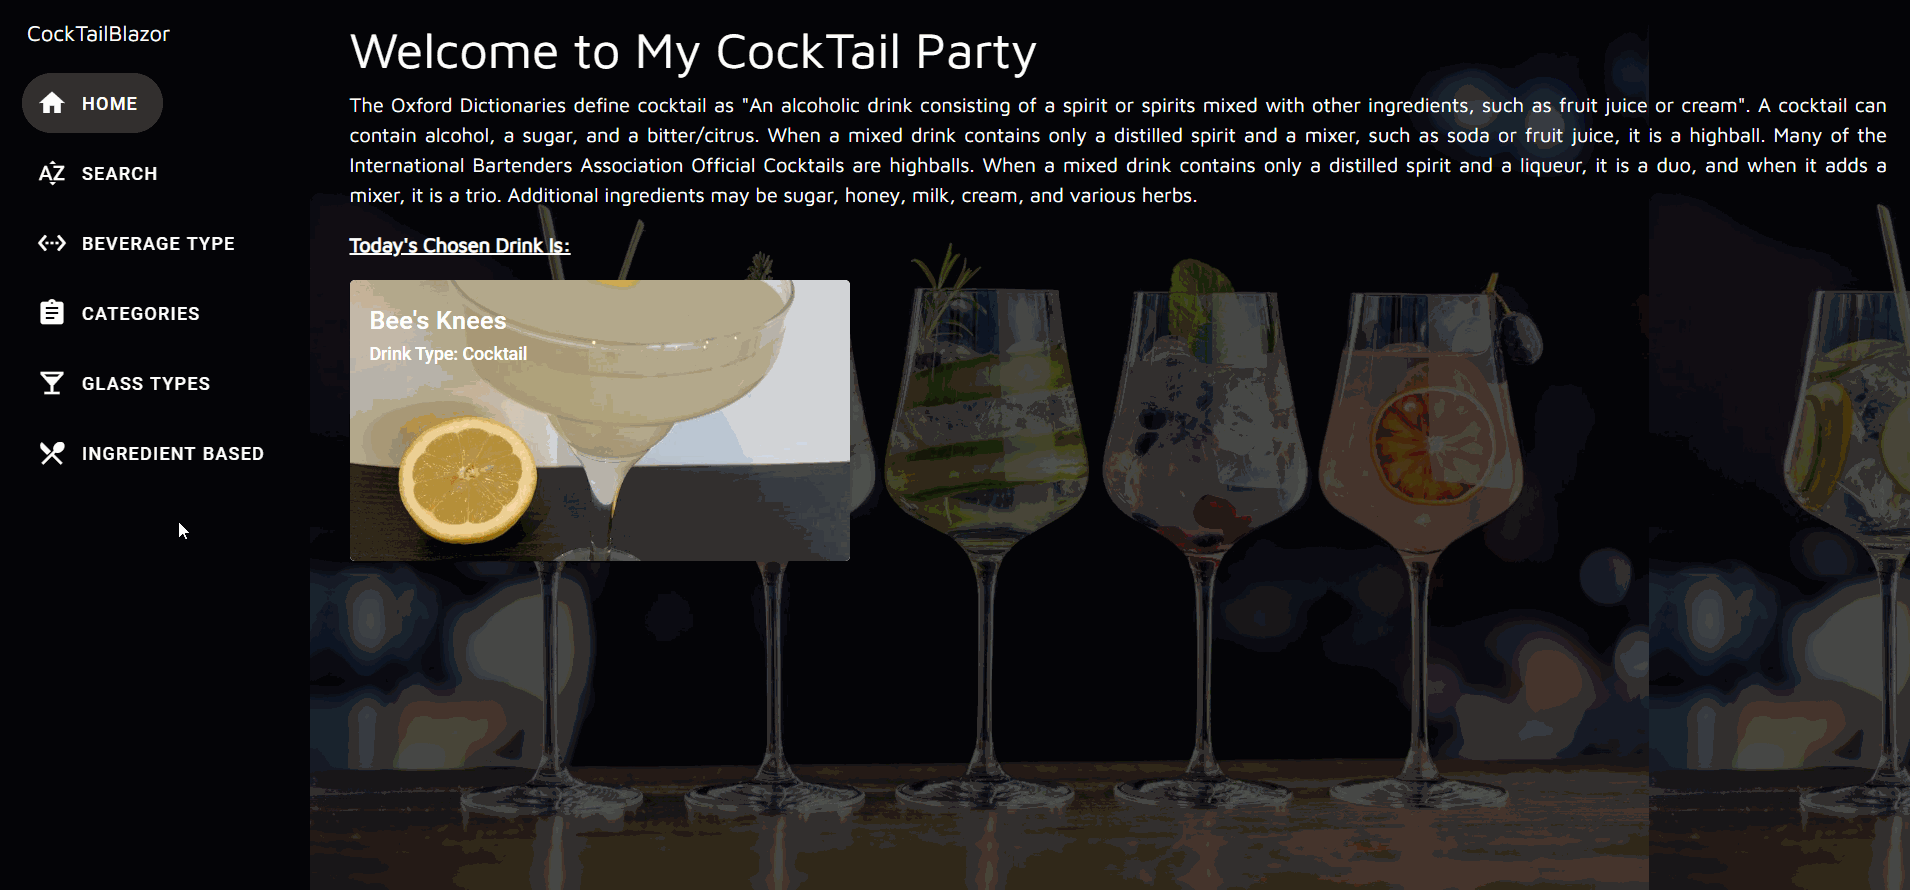 CockTailBlazor
HOME
SEARCH
BEVERAGE TYPE
CATEGORIES
GLASS TYPES
INGREDIENT BASED
Welcome to My CockTail Party
The Oxford Dictionaries define cocktail as "An alcoholic drink consisting of a spirit or spirits mixed with other ingredients, such as fruit juice or cream". A cocktail can
contain alcohol, a sugar, and a bitter/citrus. When a mixed drink contains only a distilled spirit and a mixer, such as soda or fruit juice, it is a highball. Many of the
International Bartenders Association Official Cocktails are highballs. When a mixed drink contains only a distilled spirit and a liqueur, it is a duo, and when it adds a
mixer, it is a trio. Additional ingredients may be sugar, honey, milk, cream, and various herbs.
Today's Chosen Drink Is:
Bee's Knees
Drink Type: Cocktail